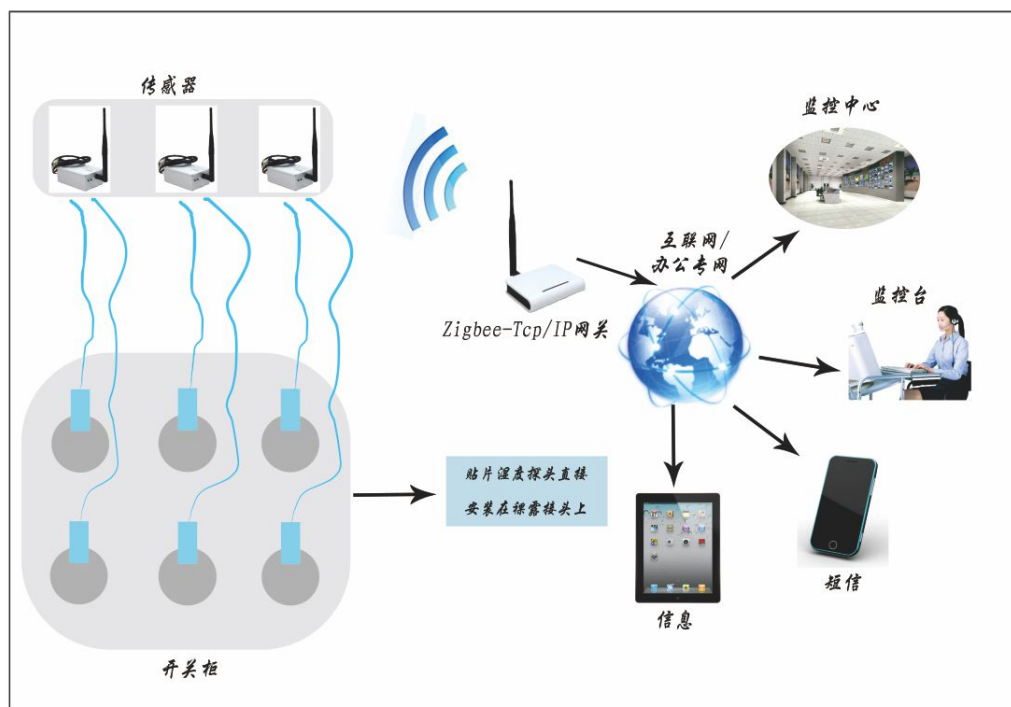 传感器
监控中心
互联网/
办公专网
监控台
Zigbee-Tcp/IP网关
贴片温度探头直接
安装在裸露接头上
短信
信息
开关柜